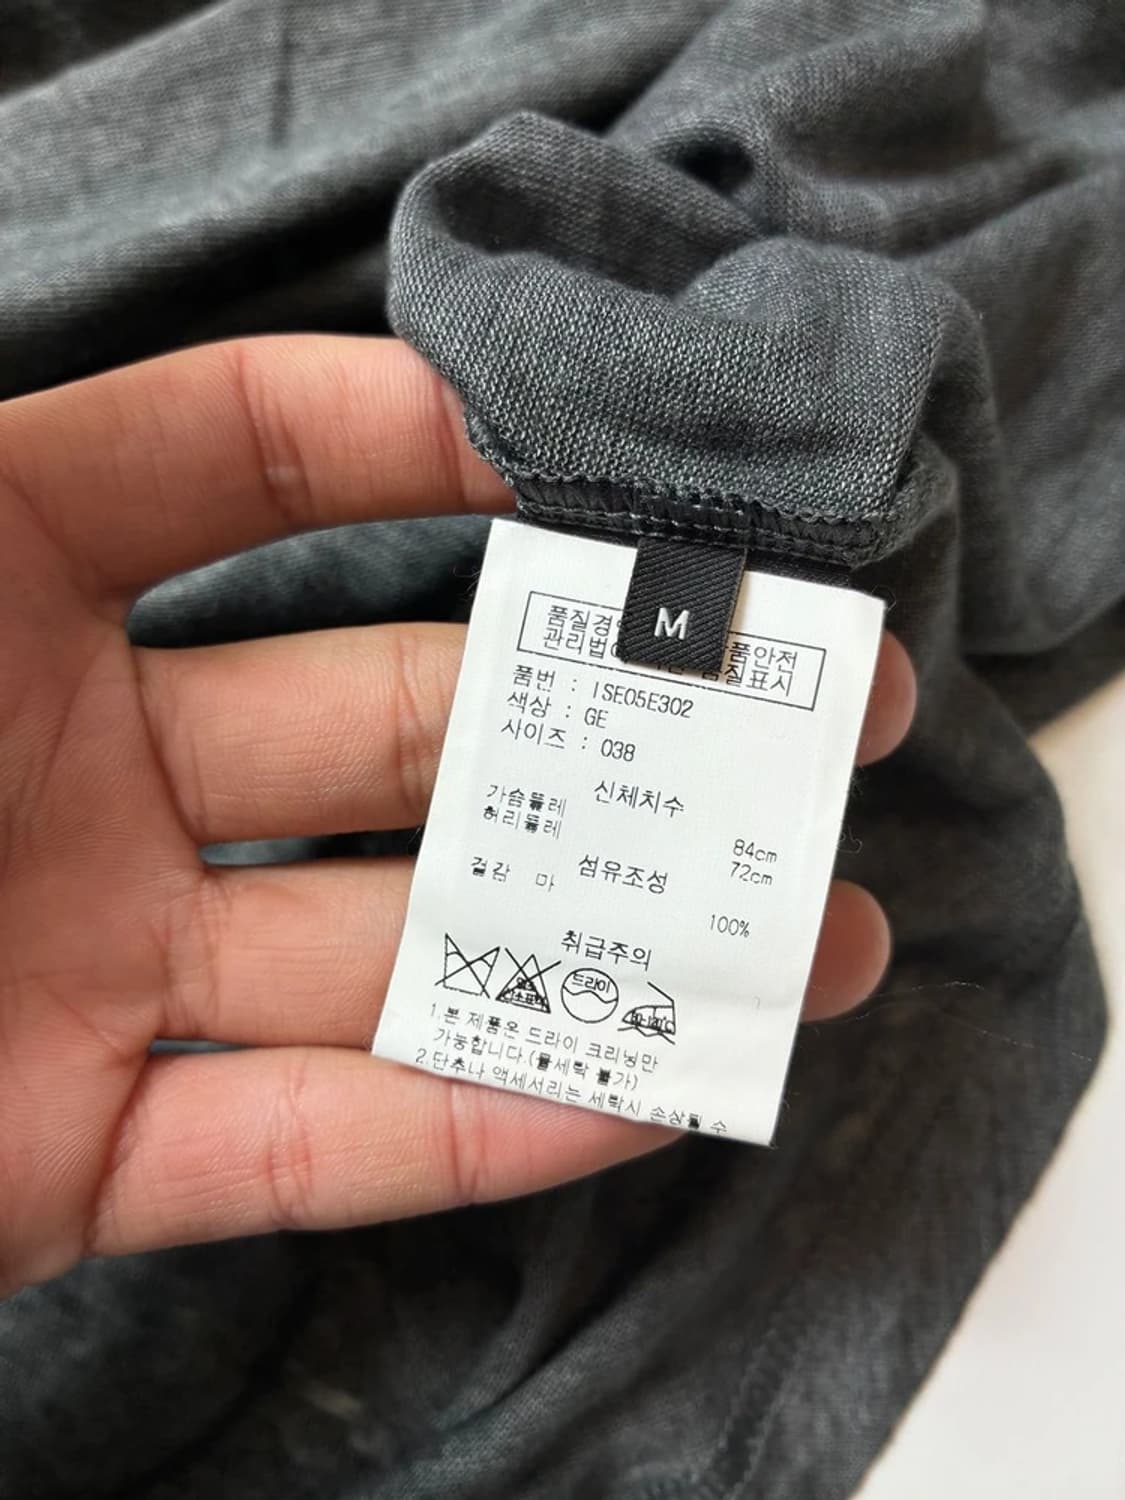 M
품질경
관리법
품안전
품질표시
품번 : ISE05E302
색상 : GE
사이즈 : 038
신체치수
가슴둘레 84cm
허리둘레 72cm
섬유조성
겉감 마 100%
취급주의
드라이
80-120℃
1.본 제품은 드라이 크리닝만
가능합니다.(물세탁 불가)
2.단추나 액세서리는 세탁시 손상될 수